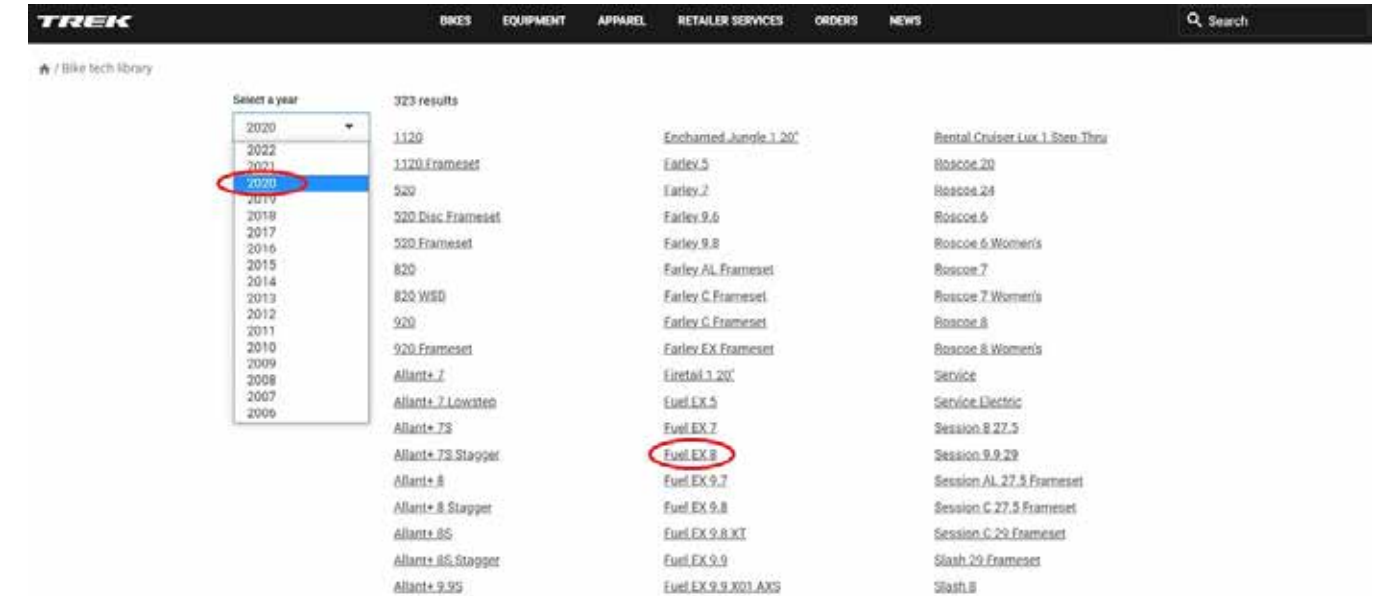 TREK
BIKES EQUIPMENT APPAREL RETAILER SERVICES ORDERS NEWS Search
/ Bike tech library
Select a year
2020
2022
2021
2020
2019
2018
2017
2016
2015
2014
2013
2012
2011
2010
2009
2008
2007
2006
323 results
1120
1120 Frameset
520
520 Disc Frameset
520 Frameset
820
820 WSD
920
920 Frameset
Allant+ 7
Allant+ 7 Lowstep
Allant+ 7S
Allant+ 7S Stagger
Allant+ 8
Allant+ 8 Stagger
Allant+ 8S
Allant+ 8S Stagger
Allant+ 9.9S
Enchanted Jungle 1 20"
Farley 5
Farley 7
Farley 9.6
Farley 9.8
Farley AL Frameset
Farley C Frameset
Farley C Frameset
Farley EX Frameset
Firetail 1 20"
Fuel EX 5
Fuel EX 7
Fuel EX 8
Fuel EX 9.7
Fuel EX 9.8
Fuel EX 9.8 XT
Fuel EX 9.9
Fuel EX 9.9 X01 AXS
Rental Cruiser Lux 1 Step-Thru
Roscoe 20
Roscoe 24
Roscoe 6
Roscoe 6 Women's
Roscoe 7
Roscoe 7 Women's
Roscoe 8
Roscoe 8 Women's
Service
Service Electric
Session 8 27.5
Session 9.9 29
Session AL 27.5 Frameset
Session C 27.5 Frameset
Session C 29 Frameset
Slash 29 Frameset
Slash 8